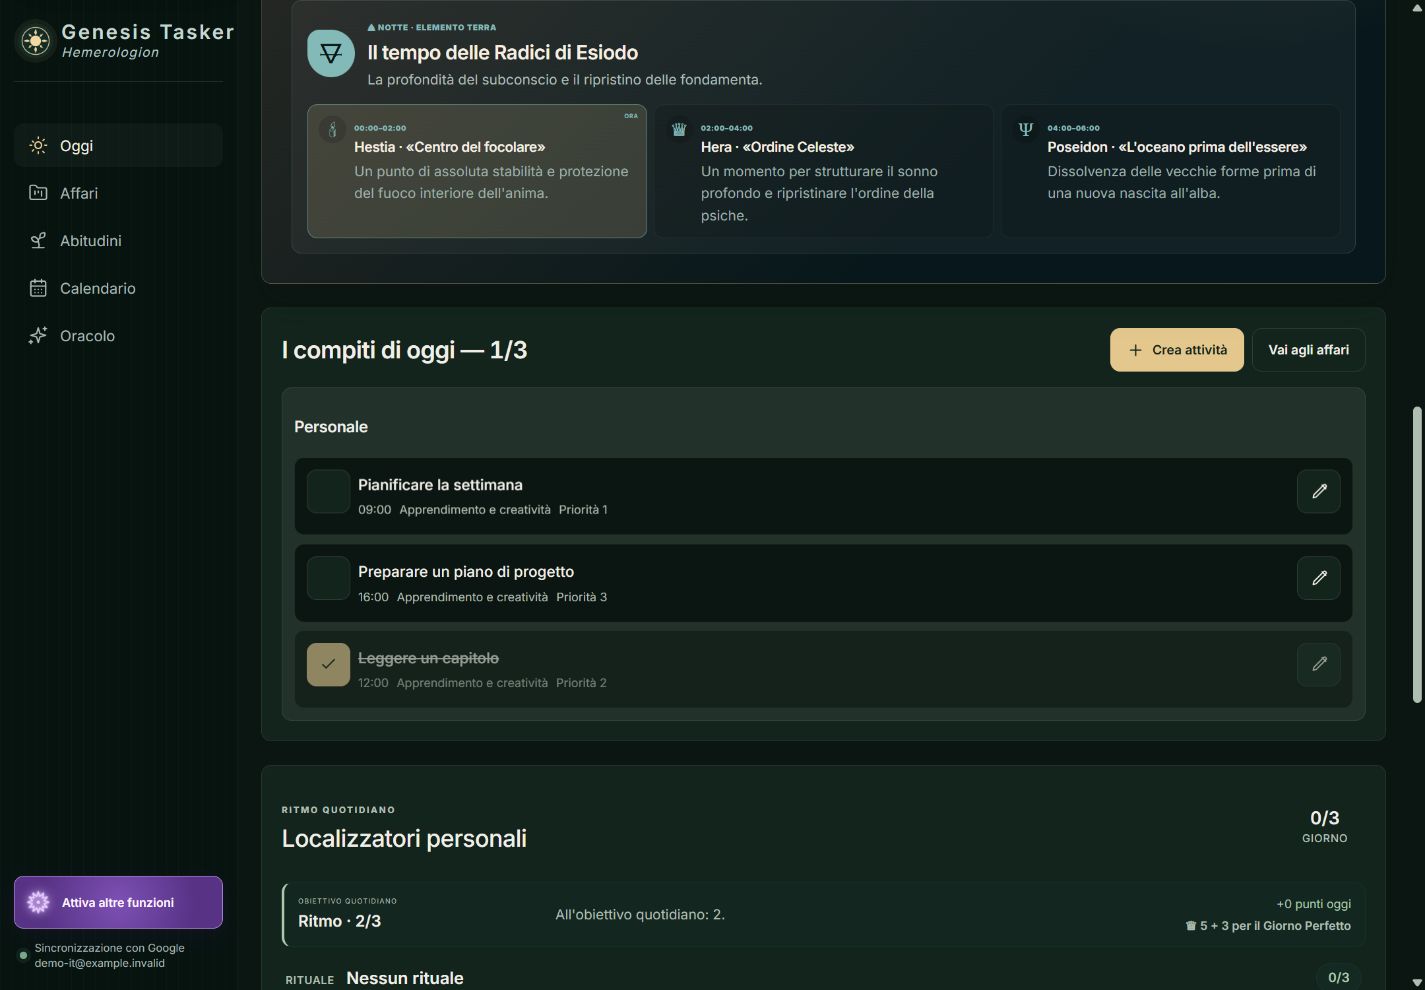 Genesis Tasker
Hemerologion
Oggi
Affari
Abitudini
Calendario
Oracolo
Attiva altre funzioni
Sincronizzazione con Google
demo-it@example.invalid
NOTTE · ELEMENTO TERRA
Il tempo delle Radici di Esiodo
La profondità del subconscio e il ripristino delle fondamenta.
ORA
00:00–02:00
Hestia · «Centro del focolare»
Un punto di assoluta stabilità e protezione
del fuoco interiore dell'anima.
02:00–04:00
Hera · «Ordine Celeste»
Un momento per strutturare il sonno
profondo e ripristinare l'ordine della
psiche.
04:00–06:00
Poseidon · «L'oceano prima dell'essere»
Dissolvenza delle vecchie forme prima di
una nuova nascita all'alba.
I compiti di oggi — 1/3
Crea attività
Vai agli affari
Personale
Pianificare la settimana
09:00 Apprendimento e creatività Priorità 1
Preparare un piano di progetto
16:00 Apprendimento e creatività Priorità 3
Leggere un capitolo
12:00 Apprendimento e creatività Priorità 2
RITMO QUOTIDIANO
Localizzatori personali
0/3
GIORNO
OBIETTIVO QUOTIDIANO
Ritmo · 2/3
All'obiettivo quotidiano: 2.
+0 punti oggi
5 + 3 per il Giorno Perfetto
RITUALE Nessun rituale
0/3